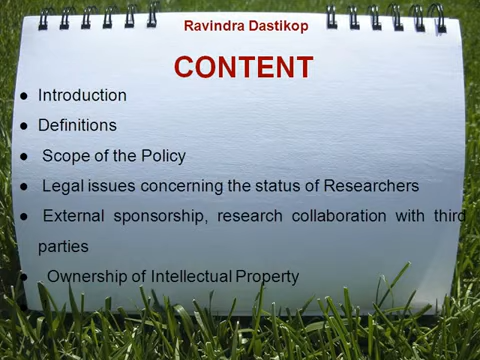 Ravindra Dastikop
CONTENT
● Introduction
● Definitions
● Scope of the Policy
● Legal issues concerning the status of Researchers
● External sponsorship, research collaboration with third
parties
● Ownership of Intellectual Property